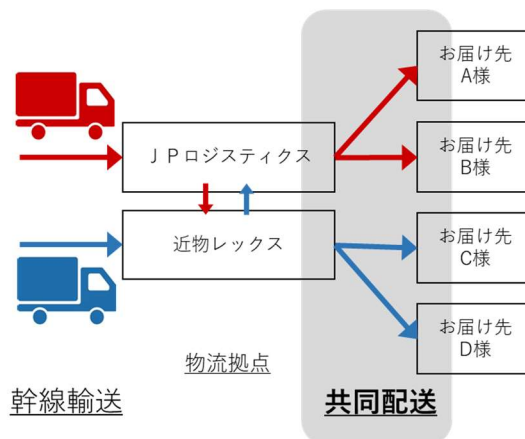 お届け先
A様
ＪＰロジスティクス
お届け先
B様
近物レックス
お届け先
C様
お届け先
D様
物流拠点
幹線輸送
共同配送